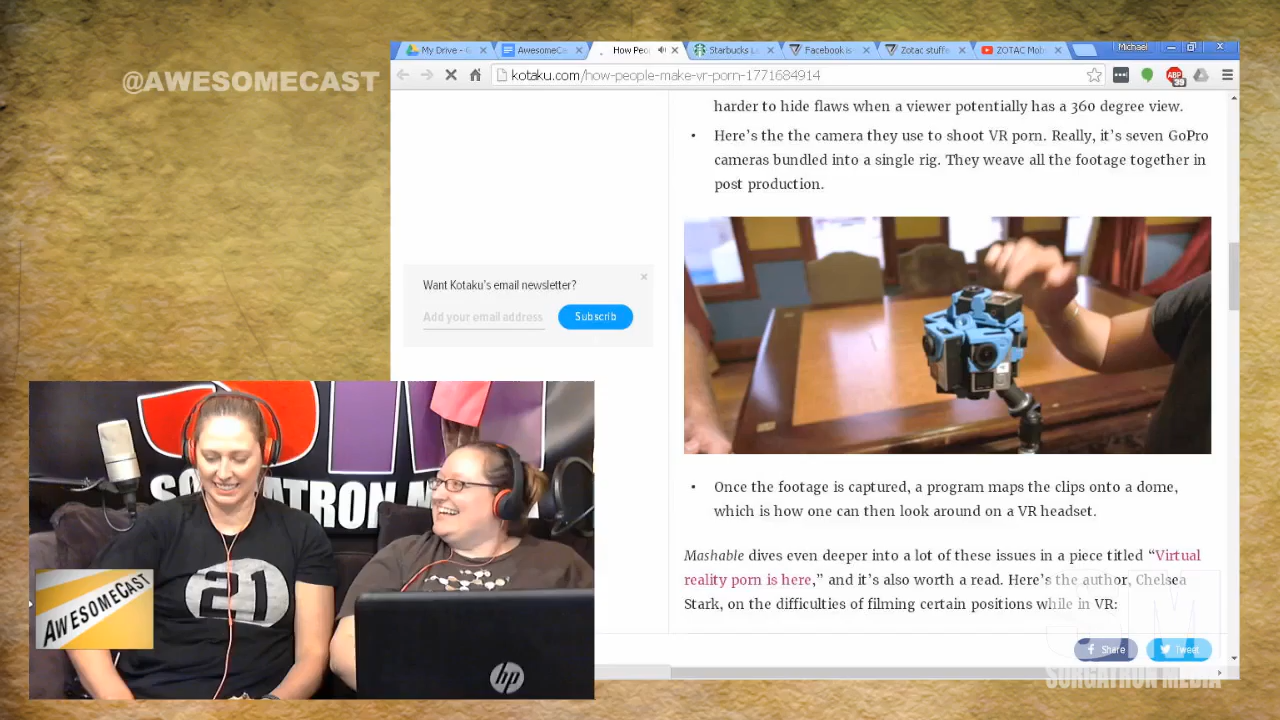 @AWESOMECAST
My Drive - G
AwesomeCa
How Peo
Starbucks Le
Facebook is
Zotac stuffe
ZOTAC Mob
Michael
kotaku.com/how-people-make-vr-porn-1771684914
ABP
39
harder to hide flaws when a viewer potentially has a 360 degree view.
• Here's the the camera they use to shoot VR porn. Really, it's seven GoPro
cameras bundled into a single rig. They weave all the footage together in
post production.
Want Kotaku's email newsletter?
Add your email address
Subscrib
• Once the footage is captured, a program maps the clips onto a dome,
which is how one can then look around on a VR headset.
Mashable dives even deeper into a lot of these issues in a piece titled “Virtual
reality porn is here,” and it's also worth a read. Here's the author, Chelsea
Stark, on the difficulties of filming certain positions while in VR:
Share
Tweet
SORGATRON MEDIA
21
AWESOMECAST
hp